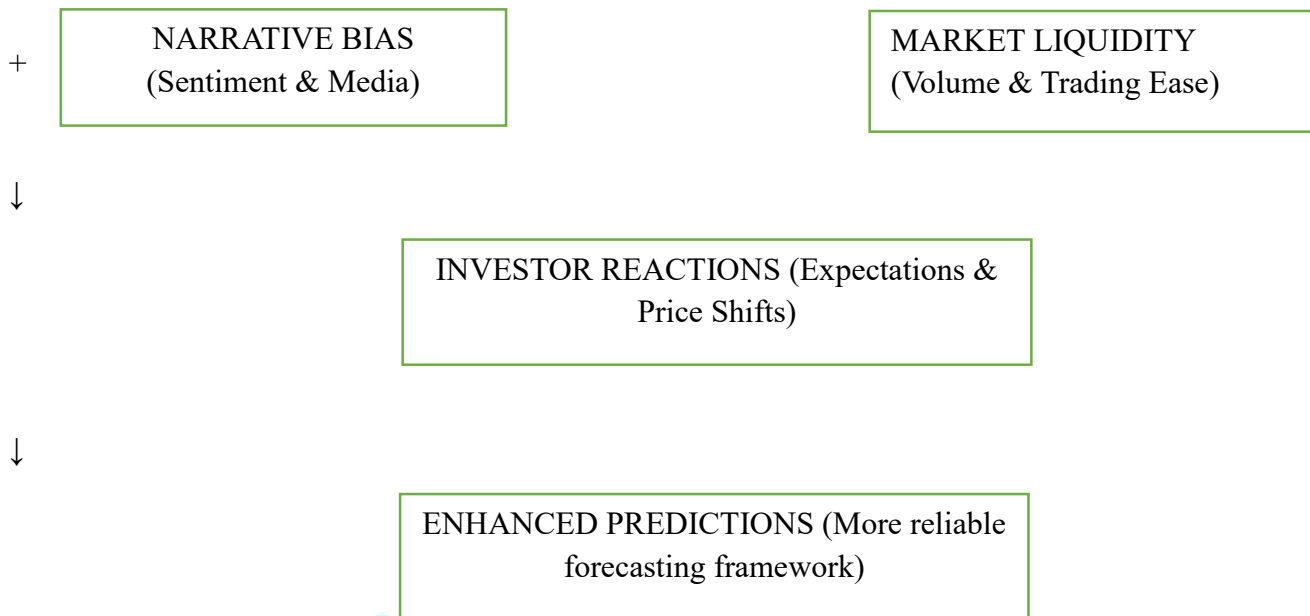 NARRATIVE BIAS
(Sentiment & Media)
+
MARKET LIQUIDITY
(Volume & Trading Ease)
↓
INVESTOR REACTIONS (Expectations &
Price Shifts)
↓
ENHANCED PREDICTIONS (More reliable
forecasting framework)